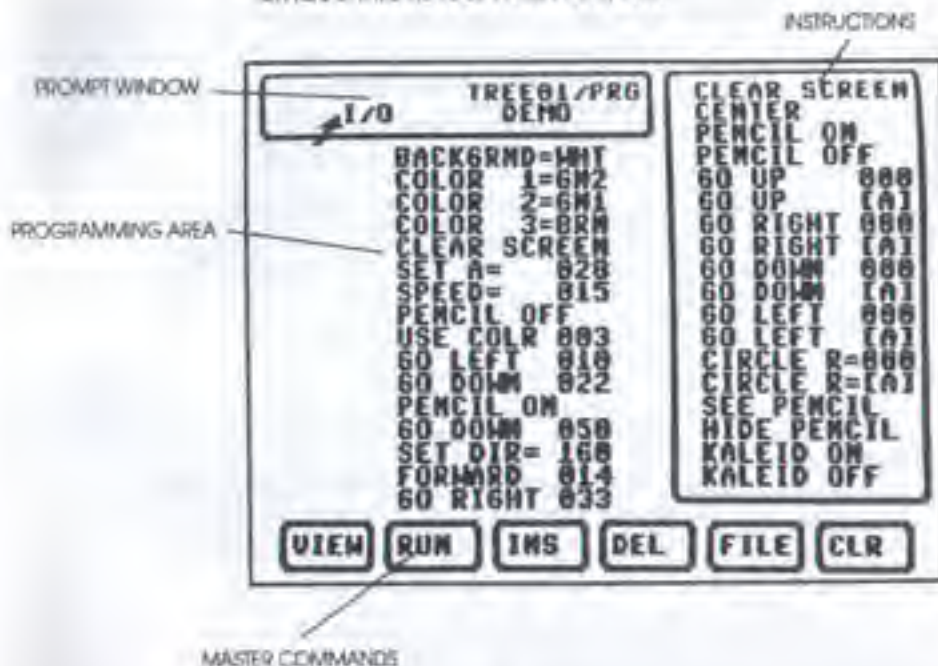 INSTRUCTIONS
PROMPT WINDOW
TREE01/PRG
I/O DEMO
BACKGRND=WHT
COLOR 1=GN2
COLOR 2=GN1
COLOR 3=BRN
CLEAR SCREEN
SET A= 028
SPEED= 015
PENCIL OFF
USE COLR 003
GO LEFT 010
GO DOWN 022
PENCIL ON
GO DOWN 050
SET DIR= 160
FORWARD 014
GO RIGHT 033
PROGRAMMING AREA
CLEAR SCREEN
CENTER
PENCIL ON
PENCIL OFF
GO UP 000
GO UP [A]
GO RIGHT 000
GO RIGHT [A]
GO DOWN 000
GO DOWN [A]
GO LEFT 000
GO LEFT [A]
CIRCLE R=000
CIRCLE R=[A]
SEE PENCIL
HIDE PENCIL
KALEID ON
KALEID OFF
VIEW RUN INS DEL FILE CLR
MASTER COMMANDS